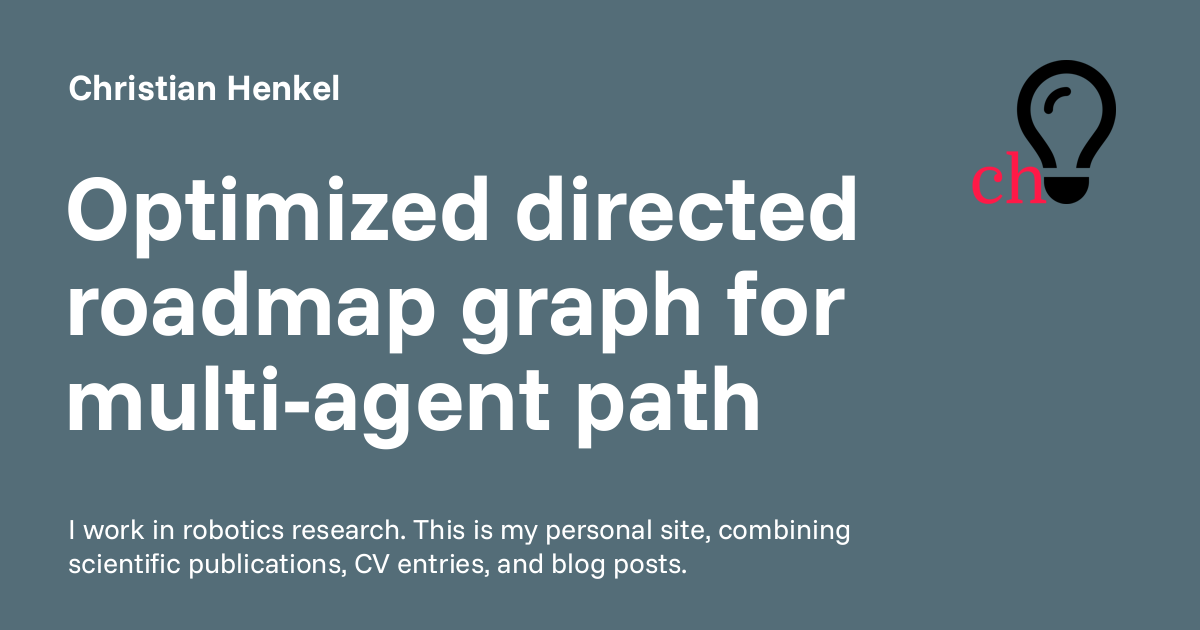 Christian Henkel
ch
Optimized directed
roadmap graph for
multi-agent path
I work in robotics research. This is my personal site, combining
scientific publications, CV entries, and blog posts.